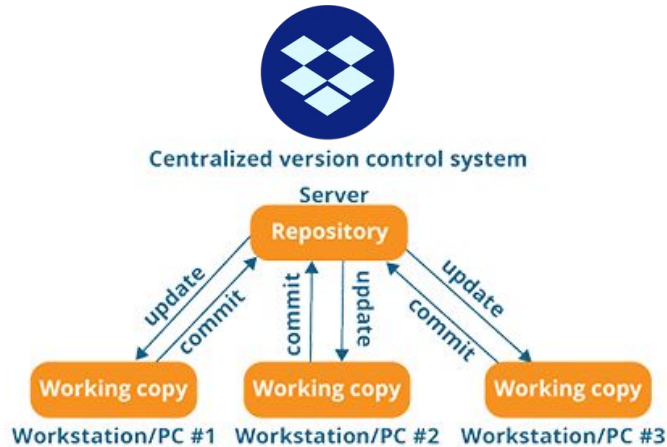 Centralized version control system
Server
Repository
update
commit
commit
update
update
commit
Working copy
Working copy
Working copy
Workstation/PC #1
Workstation/PC #2
Workstation/PC #3